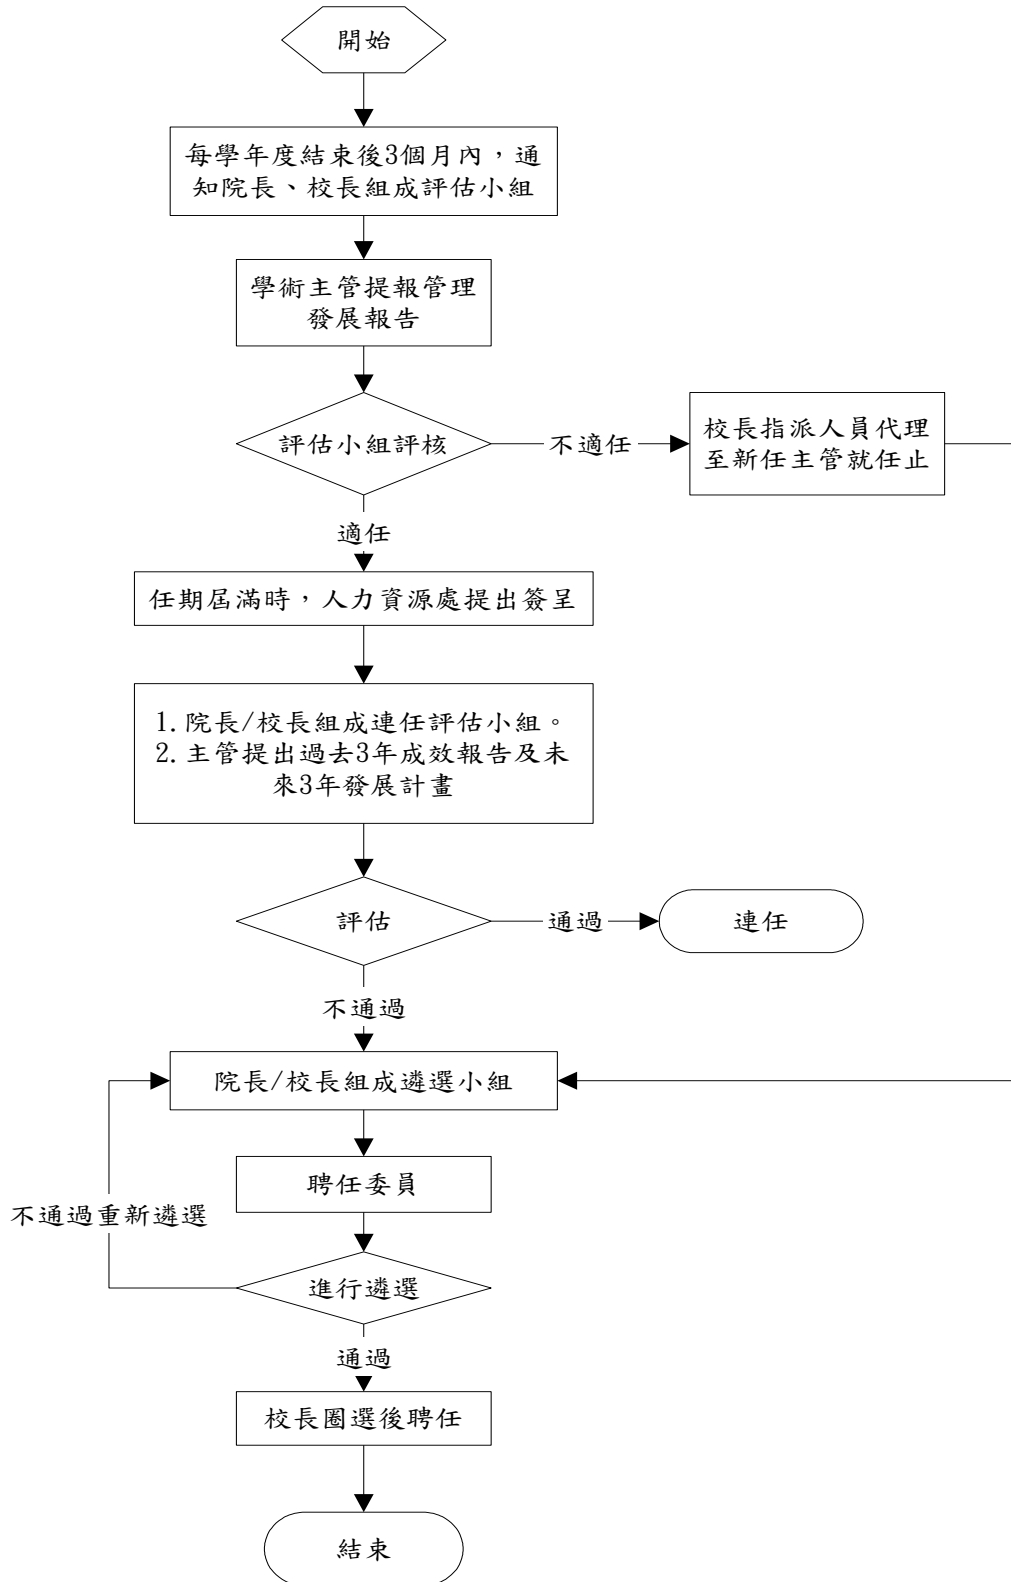 開始
每學年度結束後3個月內，通
知院長、校長組成評估小組
學術主管提報管理
發展報告
評估小組評核
不適任
校長指派人員代理
至新任主管就任止
適任
任期屆滿時，人力資源處提出簽呈
1.院長/校長組成連任評估小組。
2.主管提出過去3年成效報告及未
來3年發展計畫
評估
通過
連任
不通過
院長/校長組成遴選小組
聘任委員
不通過重新遴選
進行遴選
通過
校長圈選後聘任
結束